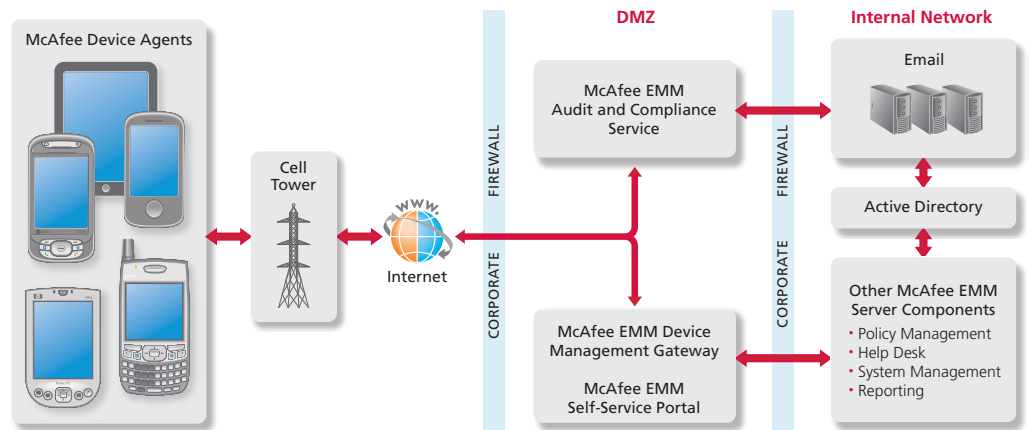 McAfee Device Agents
Cell
Tower
WWW.
Internet
CORPORATE FIREWALL
DMZ
McAfee EMM
Audit and Compliance
Service
McAfee EMM Device
Management Gateway
McAfee EMM
Self-Service Portal
CORPORATE FIREWALL
Internal Network
Email
Active Directory
Other McAfee EMM
Server Components
• Policy Management
• Help Desk
• System Management
• Reporting